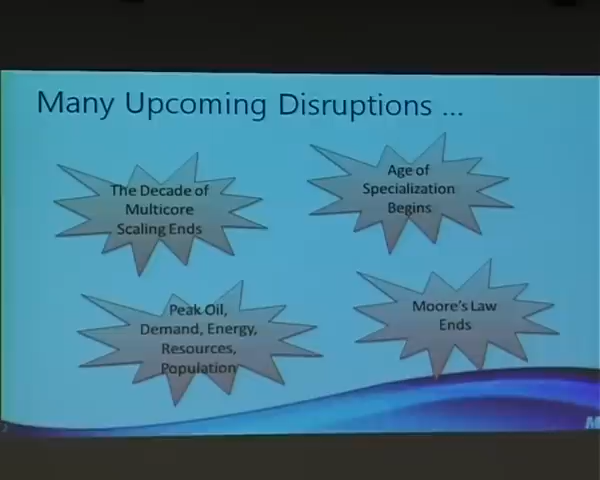 Many Upcoming Disruptions ...
The Decade of
Multicore
Scaling Ends
Age of
Specialization
Begins
Peak Oil,
Demand, Energy,
Resources,
Population
Moore's Law
Ends